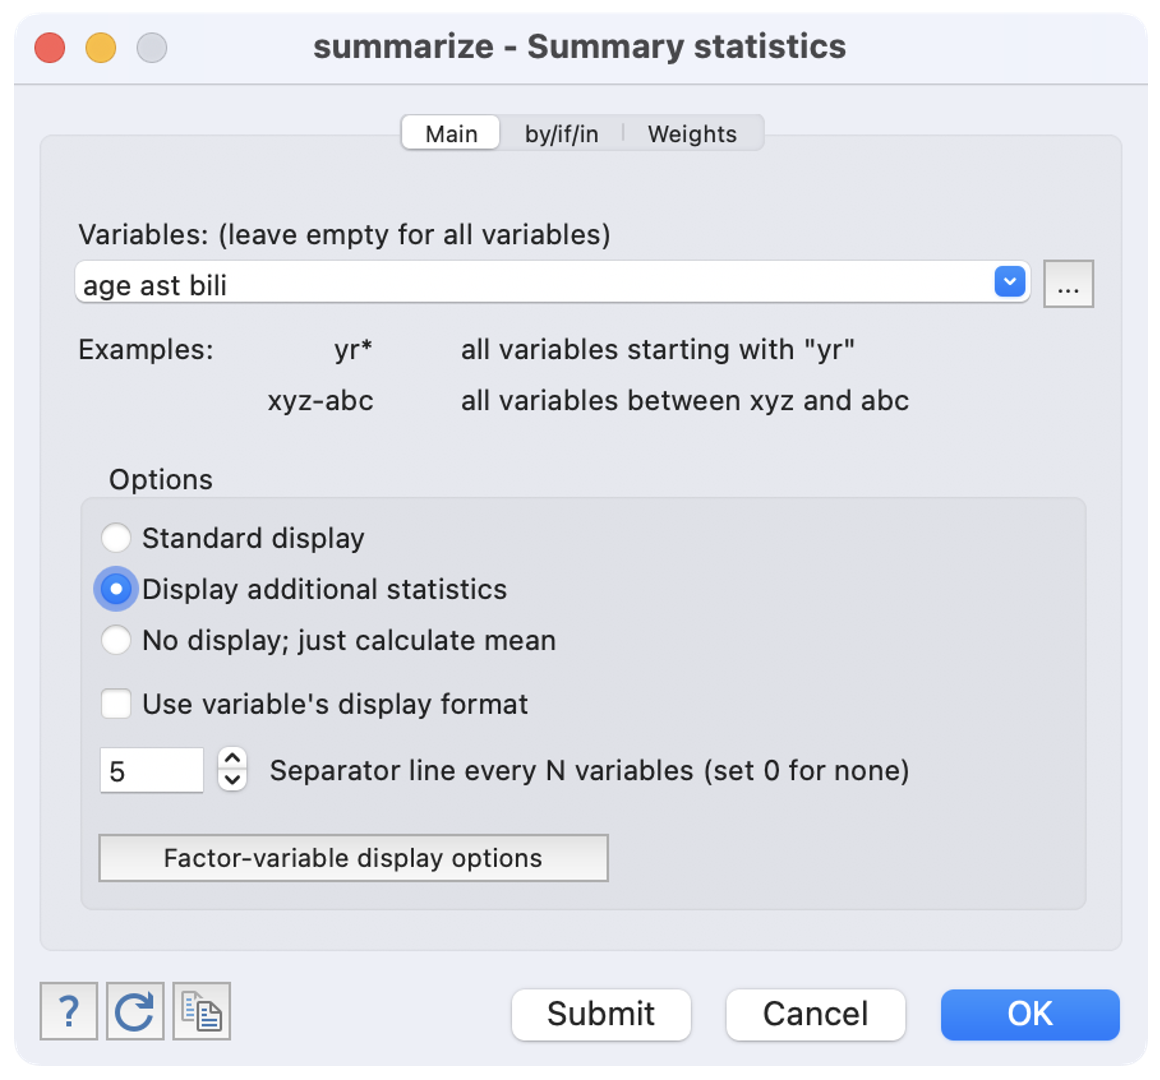 summarize - Summary statistics
Main by/if/in Weights
Variables: (leave empty for all variables)
age ast bili ...
Examples: yr* all variables starting with "yr"
xyz-abc all variables between xyz and abc
Options
Standard display
Display additional statistics
No display; just calculate mean
Use variable's display format
5 Separator line every N variables (set 0 for none)
Factor-variable display options
? Submit Cancel OK